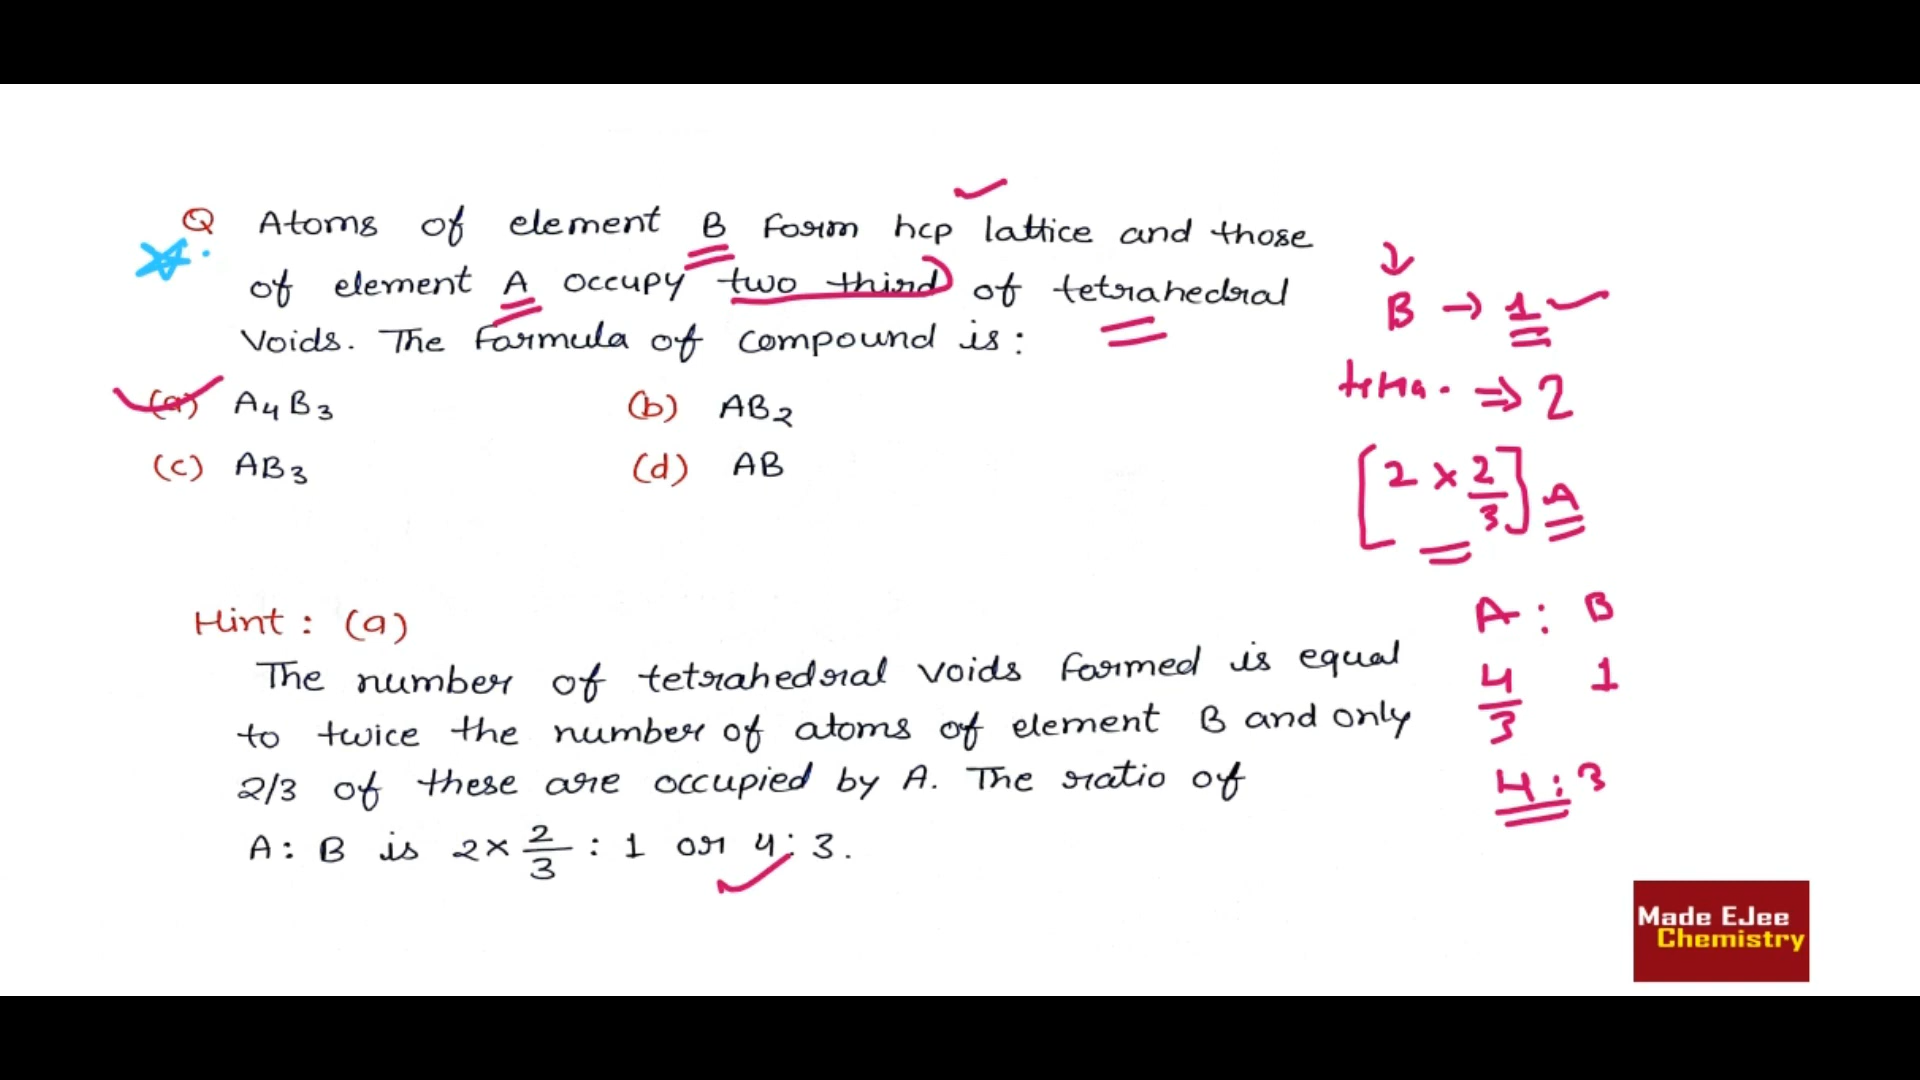 Q Atoms of element B form hcp lattice and those
of element A occupy two third of tetrahedral
voids. The formula of compound is:
(a) A₄B₃ (b) AB₂
(c) AB₃ (d) AB
B → 1
tetra. ⇒ 2
[2 × 2/3] A
A : B
4/3 1
4 : 3
Hint : (a)
The number of tetrahedral voids formed is equal
to twice the number of atoms of element B and only
2/3 of these are occupied by A. The ratio of
A : B is 2 × 2/3 : 1 or 4 : 3.
Made EJee
Chemistry